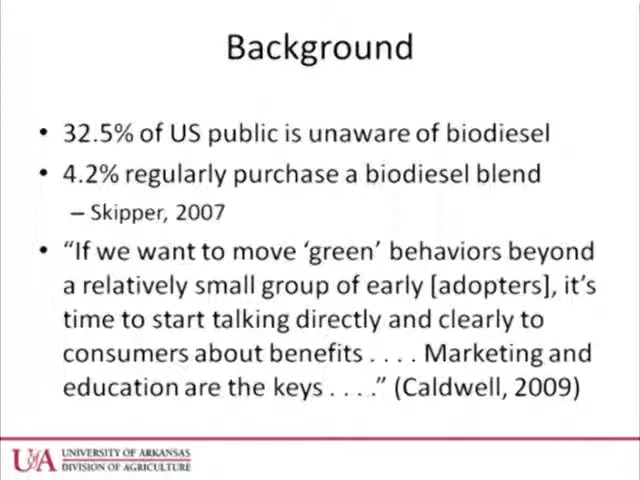 Background
• 32.5% of US public is unaware of biodiesel
• 4.2% regularly purchase a biodiesel blend
– Skipper, 2007
• “If we want to move ‘green’ behaviors beyond
a relatively small group of early [adopters], it’s
time to start talking directly and clearly to
consumers about benefits . . . . Marketing and
education are the keys . . . .” (Caldwell, 2009)
UA UNIVERSITY OF ARKANSAS
DIVISION OF AGRICULTURE